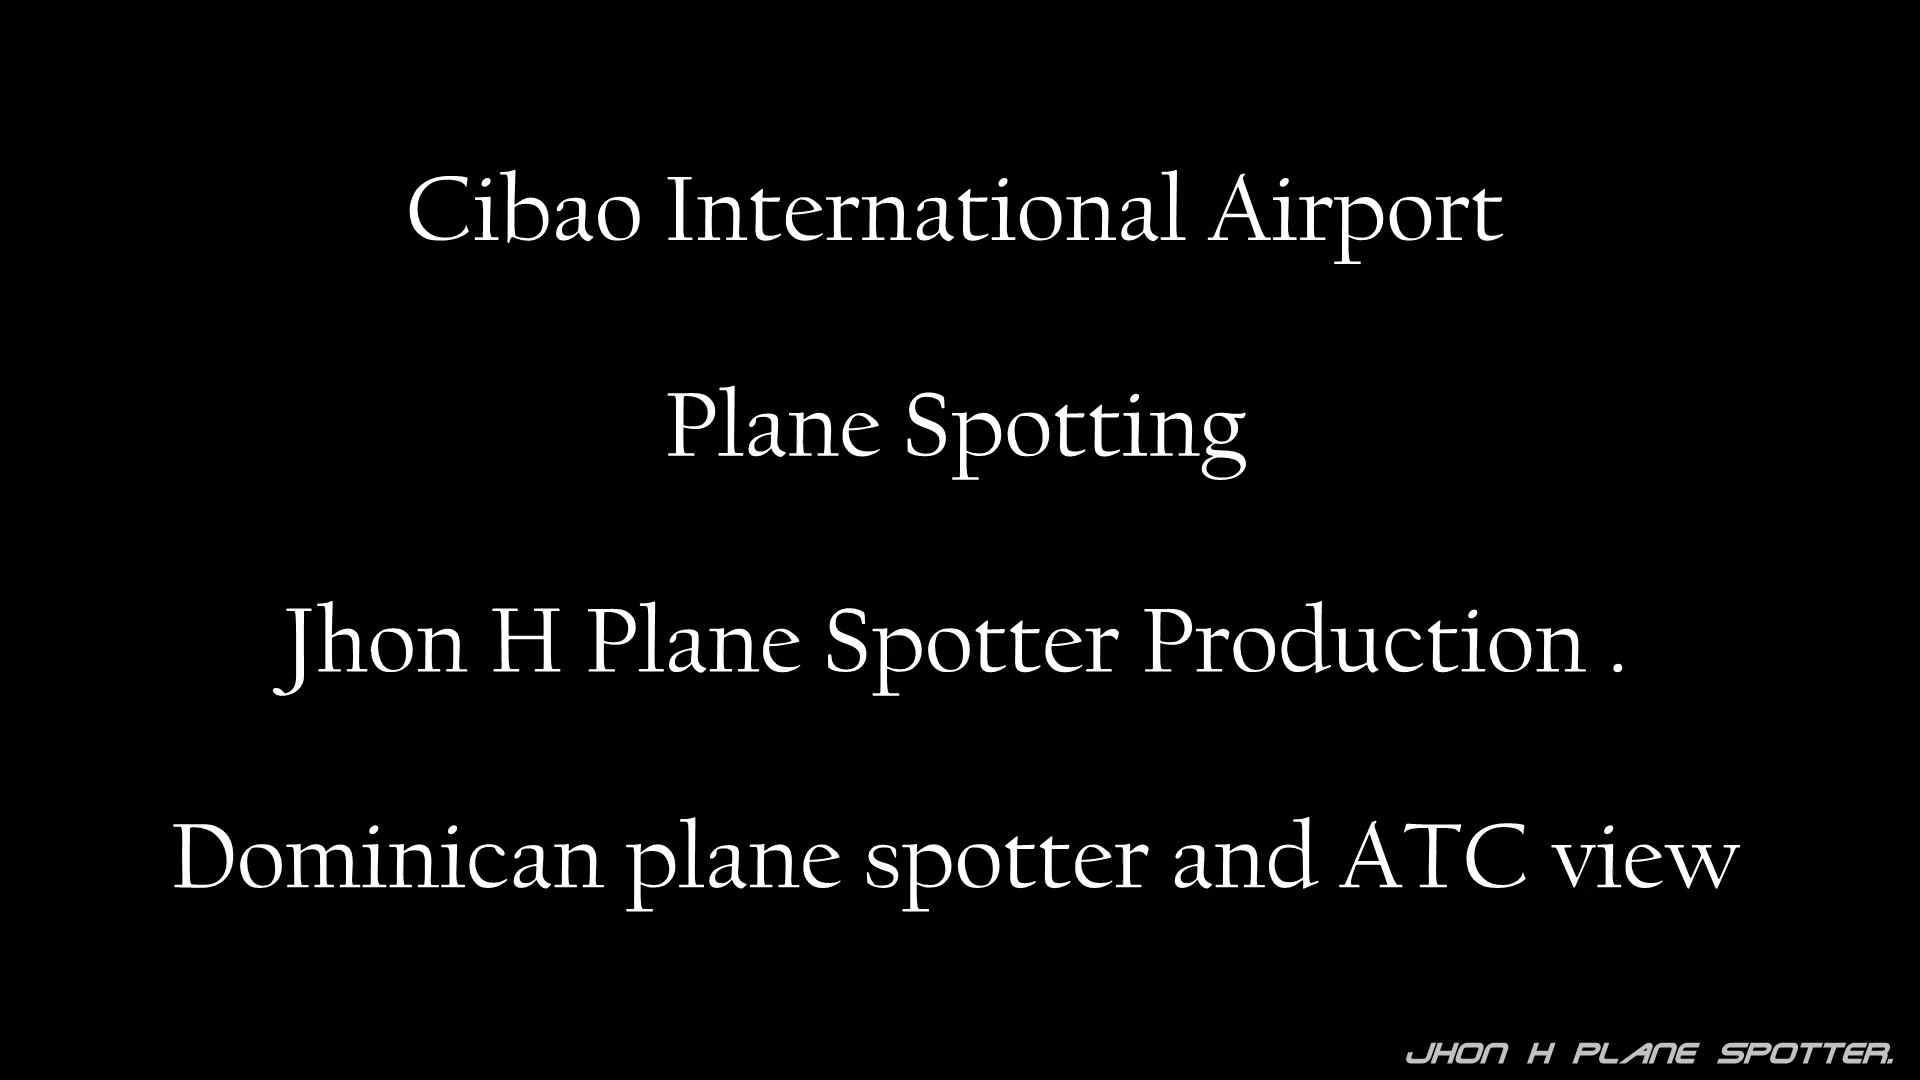 Cibao International Airport
Plane Spotting
Jhon H Plane Spotter Production .
Dominican plane spotter and ATC view
JHON H PLANE SPOTTER.